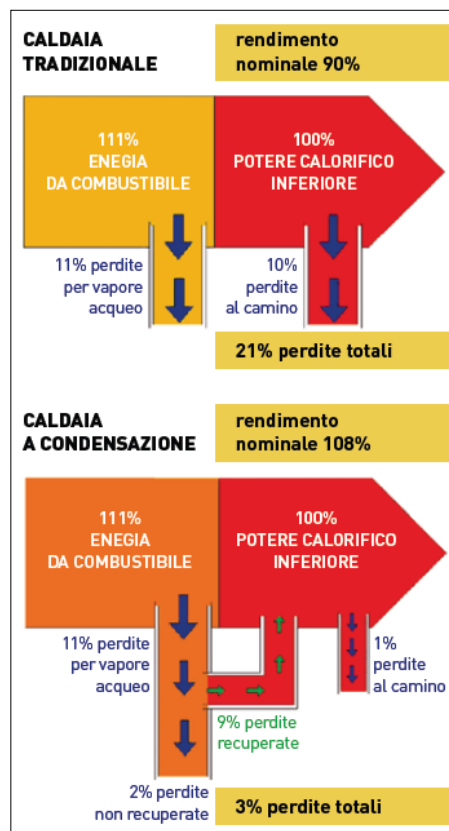 CALDAIA
TRADIZIONALE
rendimento
nominale 90%
111%
ENEGIA
DA COMBUSTIBILE
100%
POTERE CALORIFICO
INFERIORE
11% perdite
per vapore
acqueo
10%
perdite
al camino
21% perdite totali
CALDAIA
A CONDENSAZIONE
rendimento
nominale 108%
111%
ENEGIA
DA COMBUSTIBILE
100%
POTERE CALORIFICO
INFERIORE
11% perdite
per vapore
acqueo
1%
perdite
al camino
9% perdite
recuperate
2% perdite
non recuperate
3% perdite totali